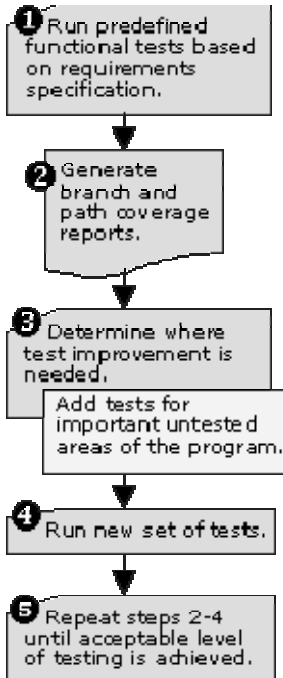 1 Run predefined
functional tests based
on requirements
specification.
2 Generate
branch and
path coverage
reports.
3 Determine where
test improvement is
needed.
Add tests for
important untested
areas of the program.
4 Run new set of tests.
5 Repeat steps 2-4
until acceptable level
of testing is achieved.